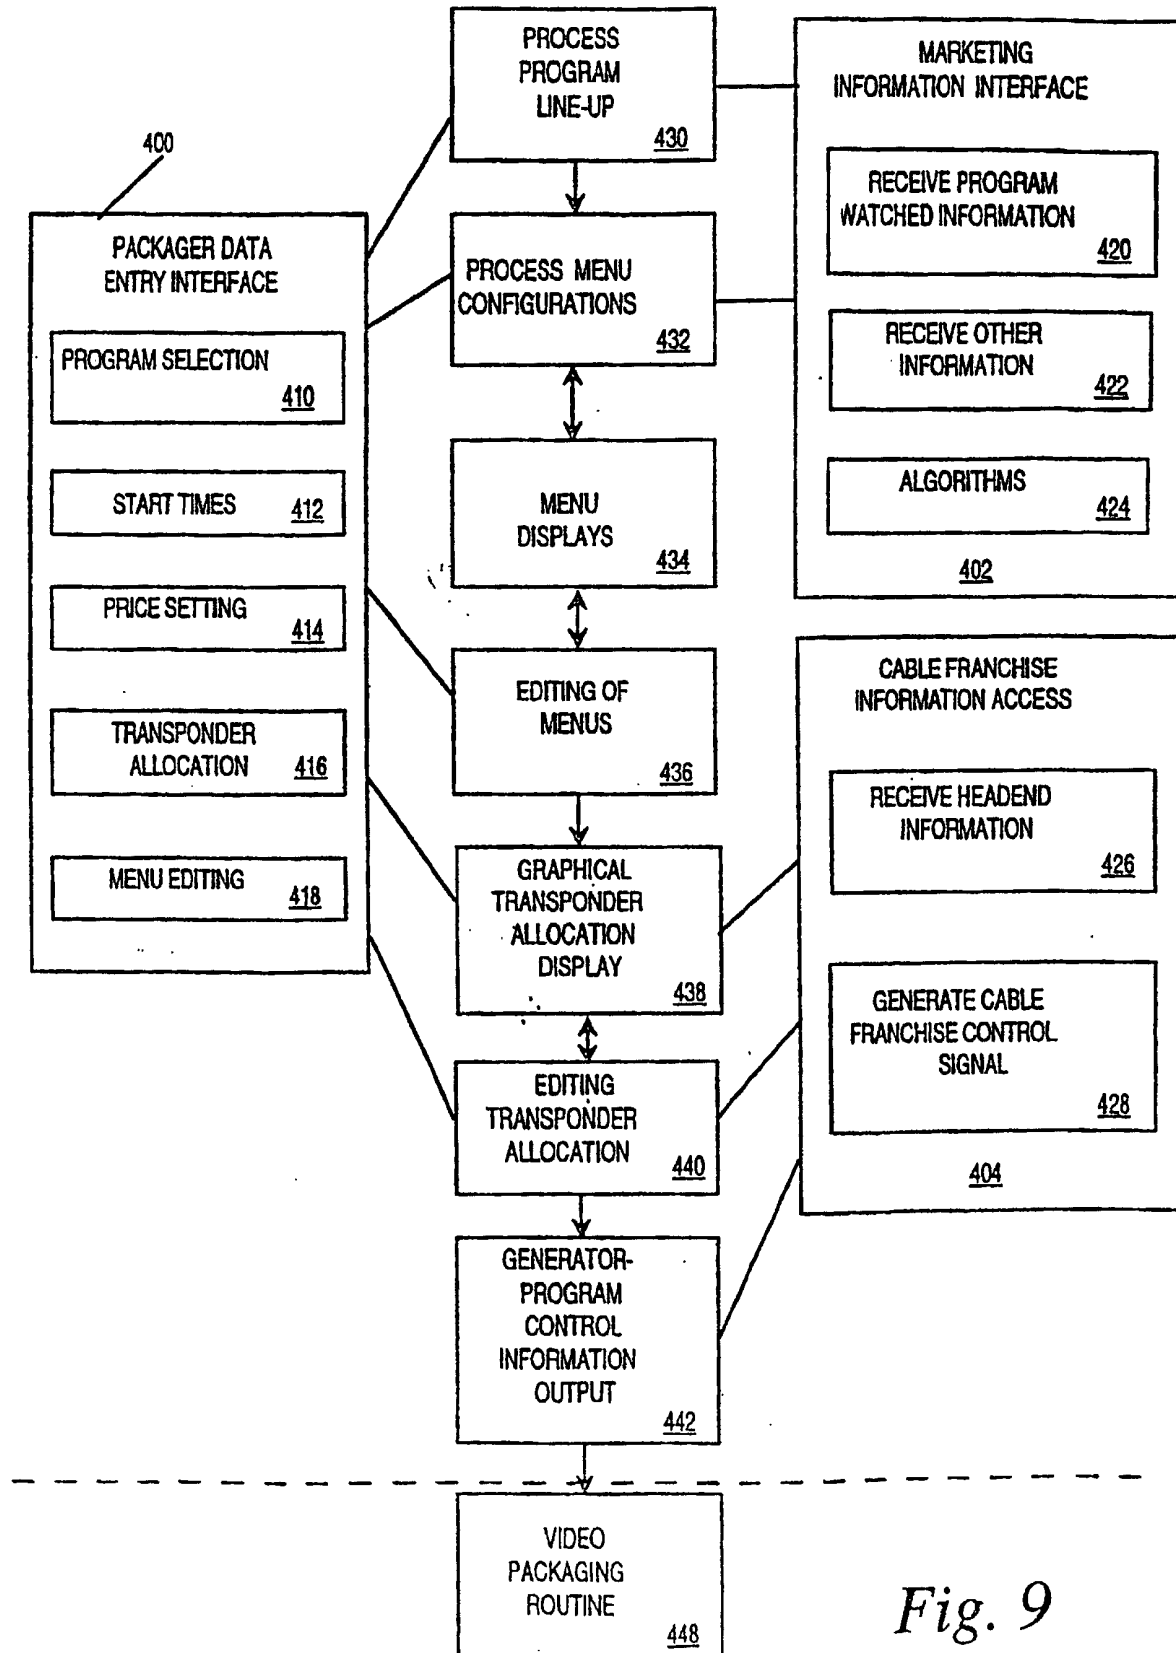 PROCESS
PROGRAM
LINE-UP
430
MARKETING
INFORMATION INTERFACE
RECEIVE PROGRAM
WATCHED INFORMATION
420
RECEIVE OTHER
INFORMATION
422
ALGORITHMS
424
402
400
PACKAGER DATA
ENTRY INTERFACE
PROGRAM SELECTION
410
START TIMES
412
PRICE SETTING
414
TRANSPONDER
ALLOCATION
416
MENU EDITING
418
PROCESS MENU
CONFIGURATIONS
432
MENU
DISPLAYS
434
EDITING OF
MENUS
436
GRAPHICAL
TRANSPONDER
ALLOCATION
DISPLAY
438
EDITING
TRANSPONDER
ALLOCATION
440
GENERATOR-
PROGRAM
CONTROL
INFORMATION
OUTPUT
442
CABLE FRANCHISE
INFORMATION ACCESS
RECEIVE HEADEND
INFORMATION
426
GENERATE CABLE
FRANCHISE CONTROL
SIGNAL
428
404
VIDEO
PACKAGING
ROUTINE
448
Fig. 9